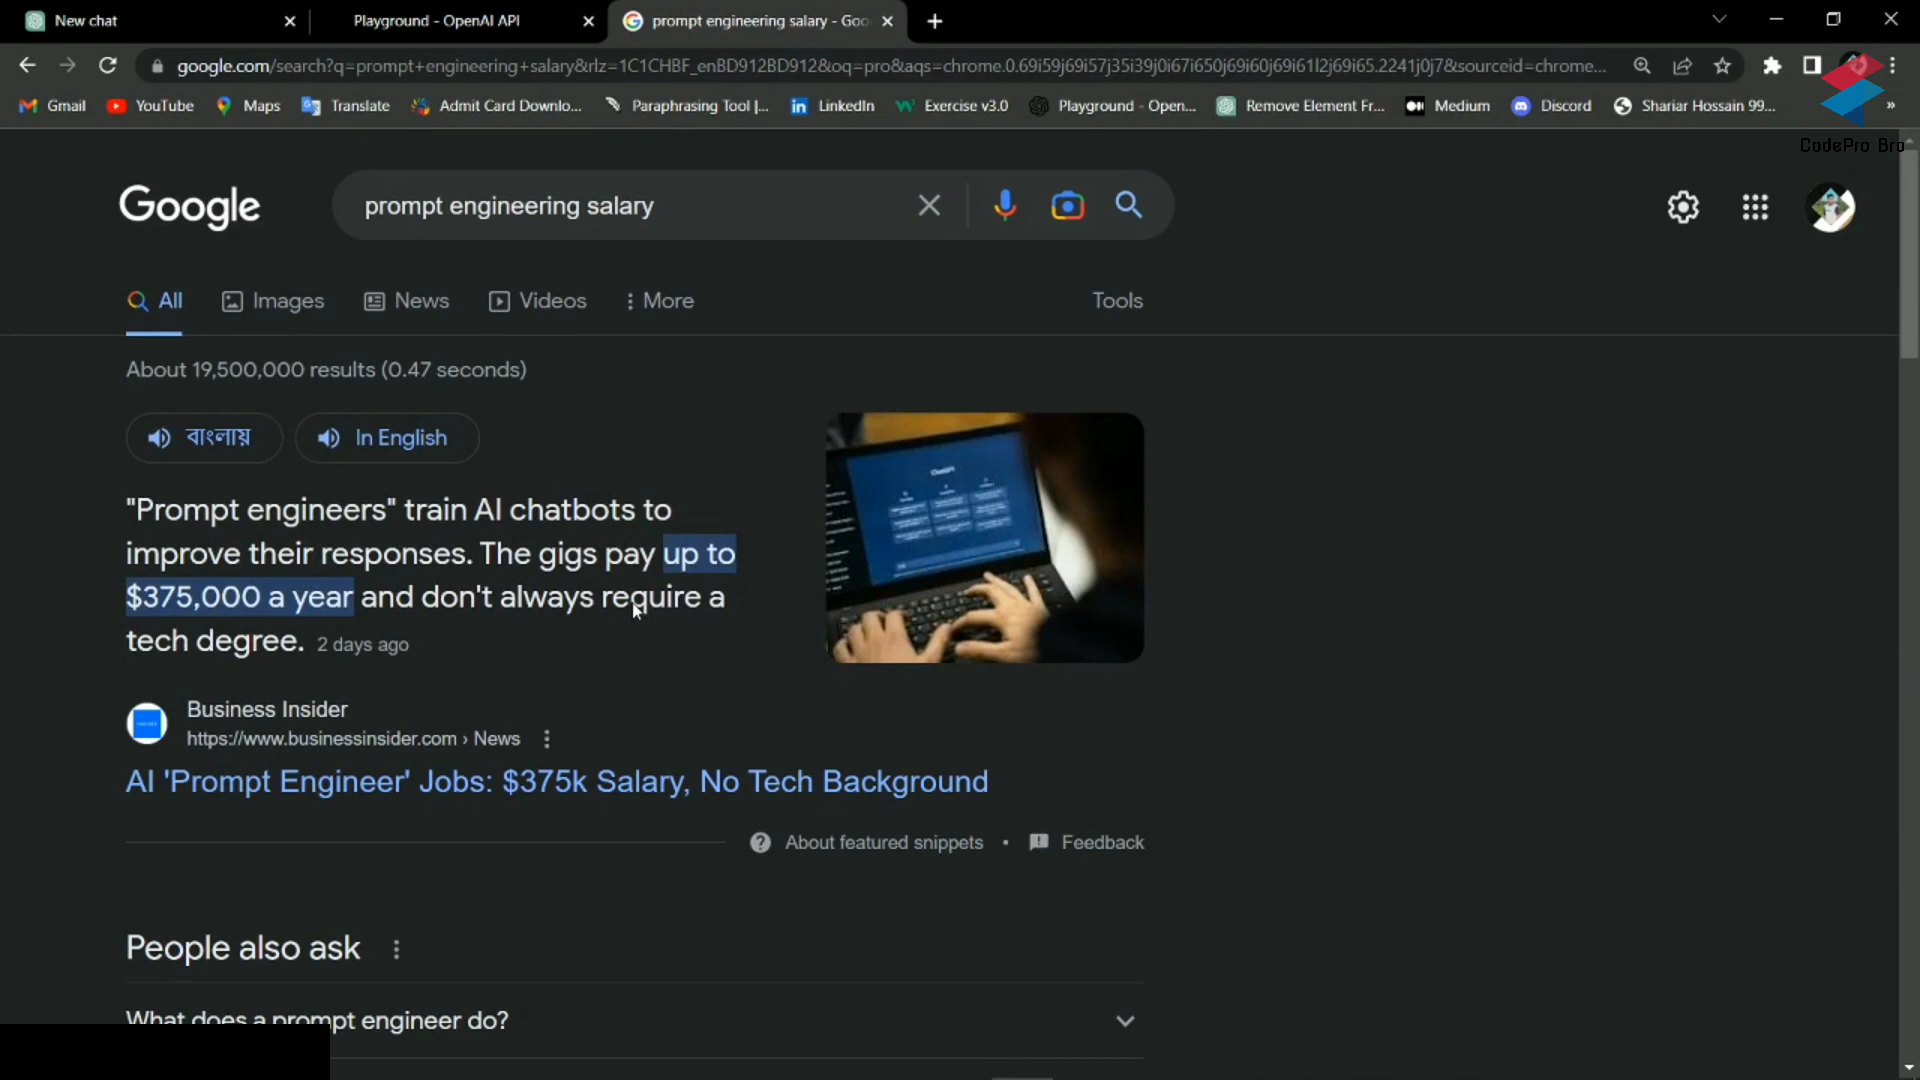 New chat
Playground - OpenAI API
prompt engineering salary - Goo
google.com/search?q=prompt+engineering+salary&rlz=1C1CHBF_enBD912BD912&oq=pro&aqs=chrome.0.69i59j69i57j35i39j0i67i650j69i60j69i61l2j69i65.2241j0j7&sourceid=chrome...
Gmail
YouTube
Maps
Translate
Admit Card Downlo...
Paraphrasing Tool |...
LinkedIn
Exercise v3.0
Playground - Open...
Remove Element Fr...
Medium
Discord
Shariar Hossain 99...
»
CodePro Bro
Google
prompt engineering salary
All
Images
News
Videos
More
Tools
About 19,500,000 results (0.47 seconds)
বাংলায়
In English
"Prompt engineers" train AI chatbots to
improve their responses. The gigs pay up to
$375,000 a year and don't always require a
tech degree. 2 days ago
Business Insider
https://www.businessinsider.com › News
AI 'Prompt Engineer' Jobs: $375k Salary, No Tech Background
About featured snippets • Feedback
People also ask
What does a prompt engineer do?